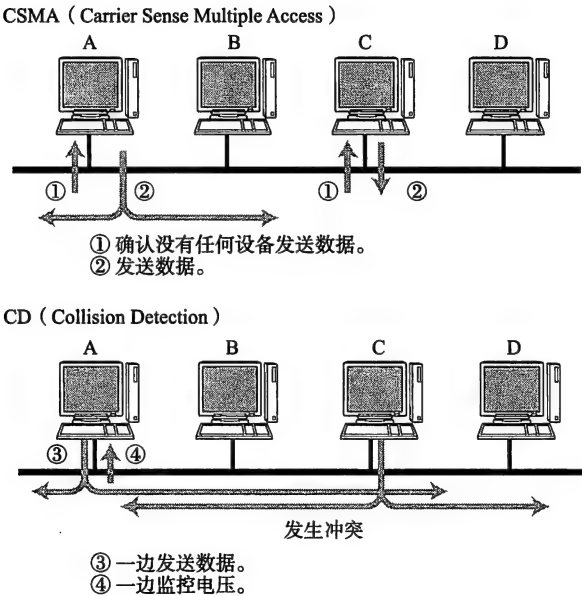 CSMA（Carrier Sense Multiple Access）
A B C D
① ② ① ②
① 确认没有任何设备发送数据。
② 发送数据。
CD（Collision Detection）
A B C D
③ ④
发生冲突
③ 一边发送数据。
④ 一边监控电压。